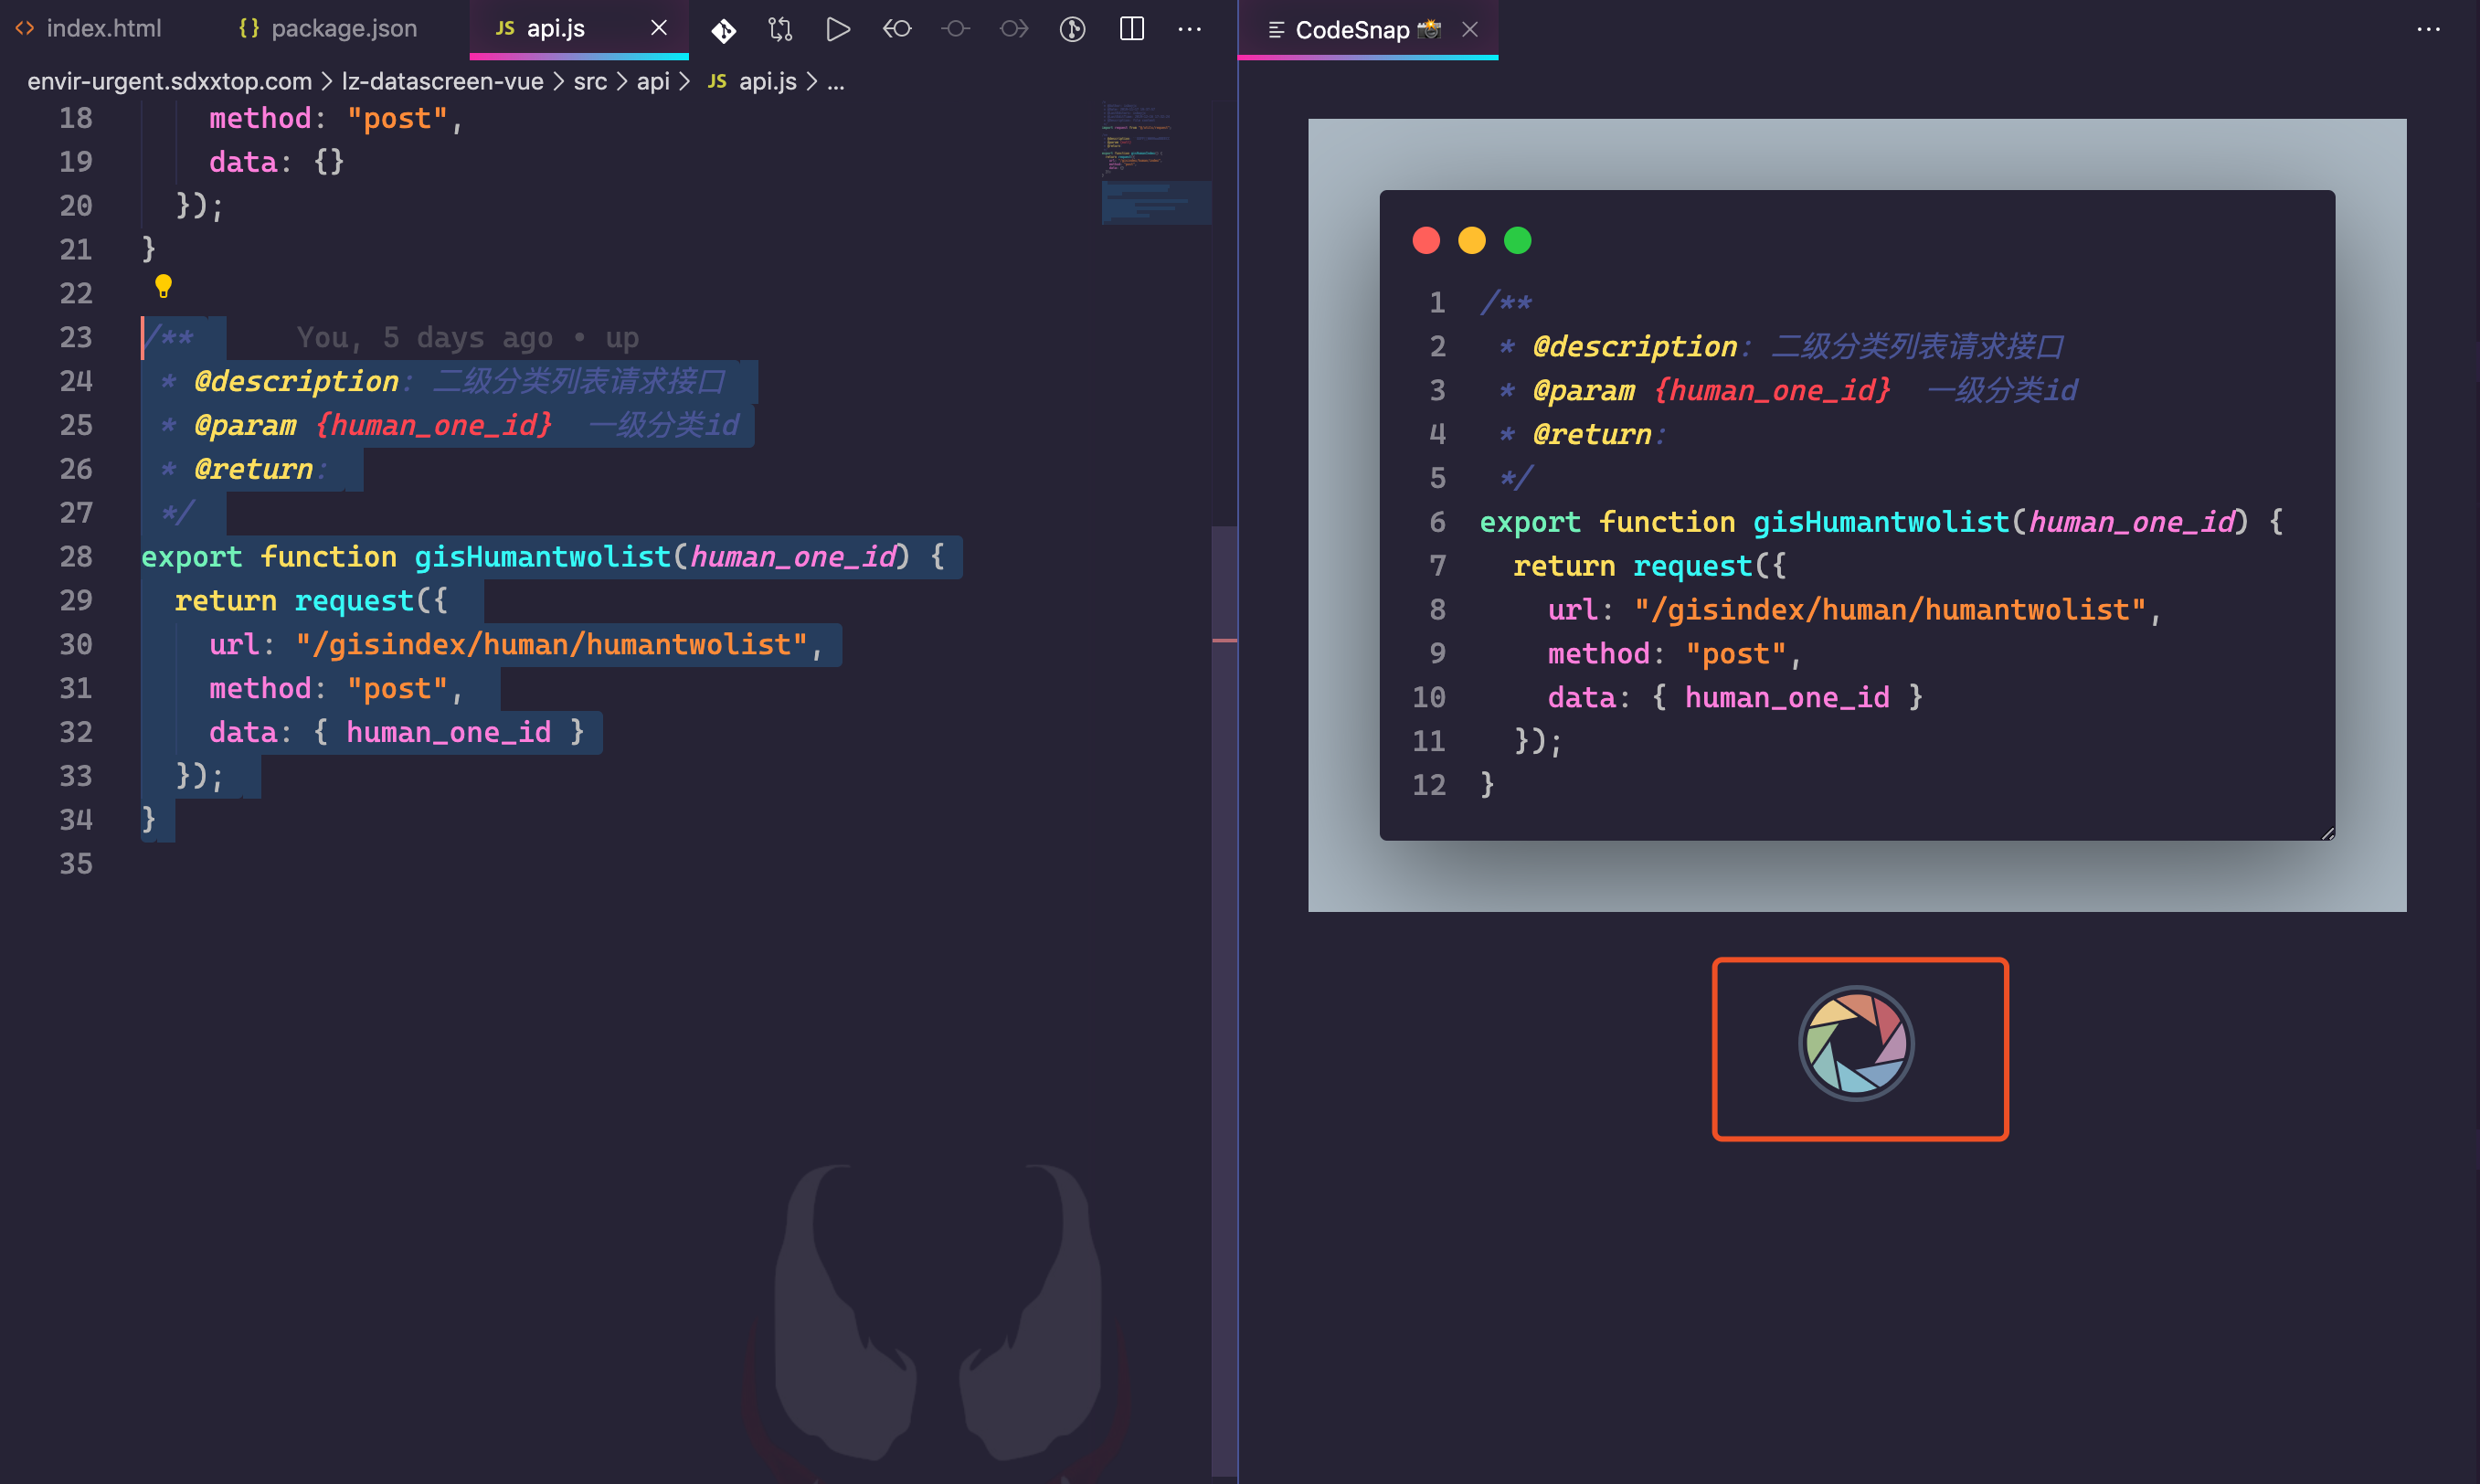 index.html
package.json
JS api.js
envir-urgent.sdxxtop.com > lz-datascreen-vue > src > api > JS api.js > ...
18 method: "post",
19 data: {}
20 });
21 }
22
23 /** You, 5 days ago • up
24 * @description: 二级分类列表请求接口
25 * @param {human_one_id} 一级分类id
26 * @return:
27 */
28 export function gisHumantwolist(human_one_id) {
29 return request({
30 url: "/gisindex/human/humantwolist",
31 method: "post",
32 data: { human_one_id }
33 });
34 }
35
CodeSnap 📸
1 /**
2 * @description: 二级分类列表请求接口
3 * @param {human_one_id} 一级分类id
4 * @return:
5 */
6 export function gisHumantwolist(human_one_id) {
7 return request({
8 url: "/gisindex/human/humantwolist",
9 method: "post",
10 data: { human_one_id }
11 });
12 }